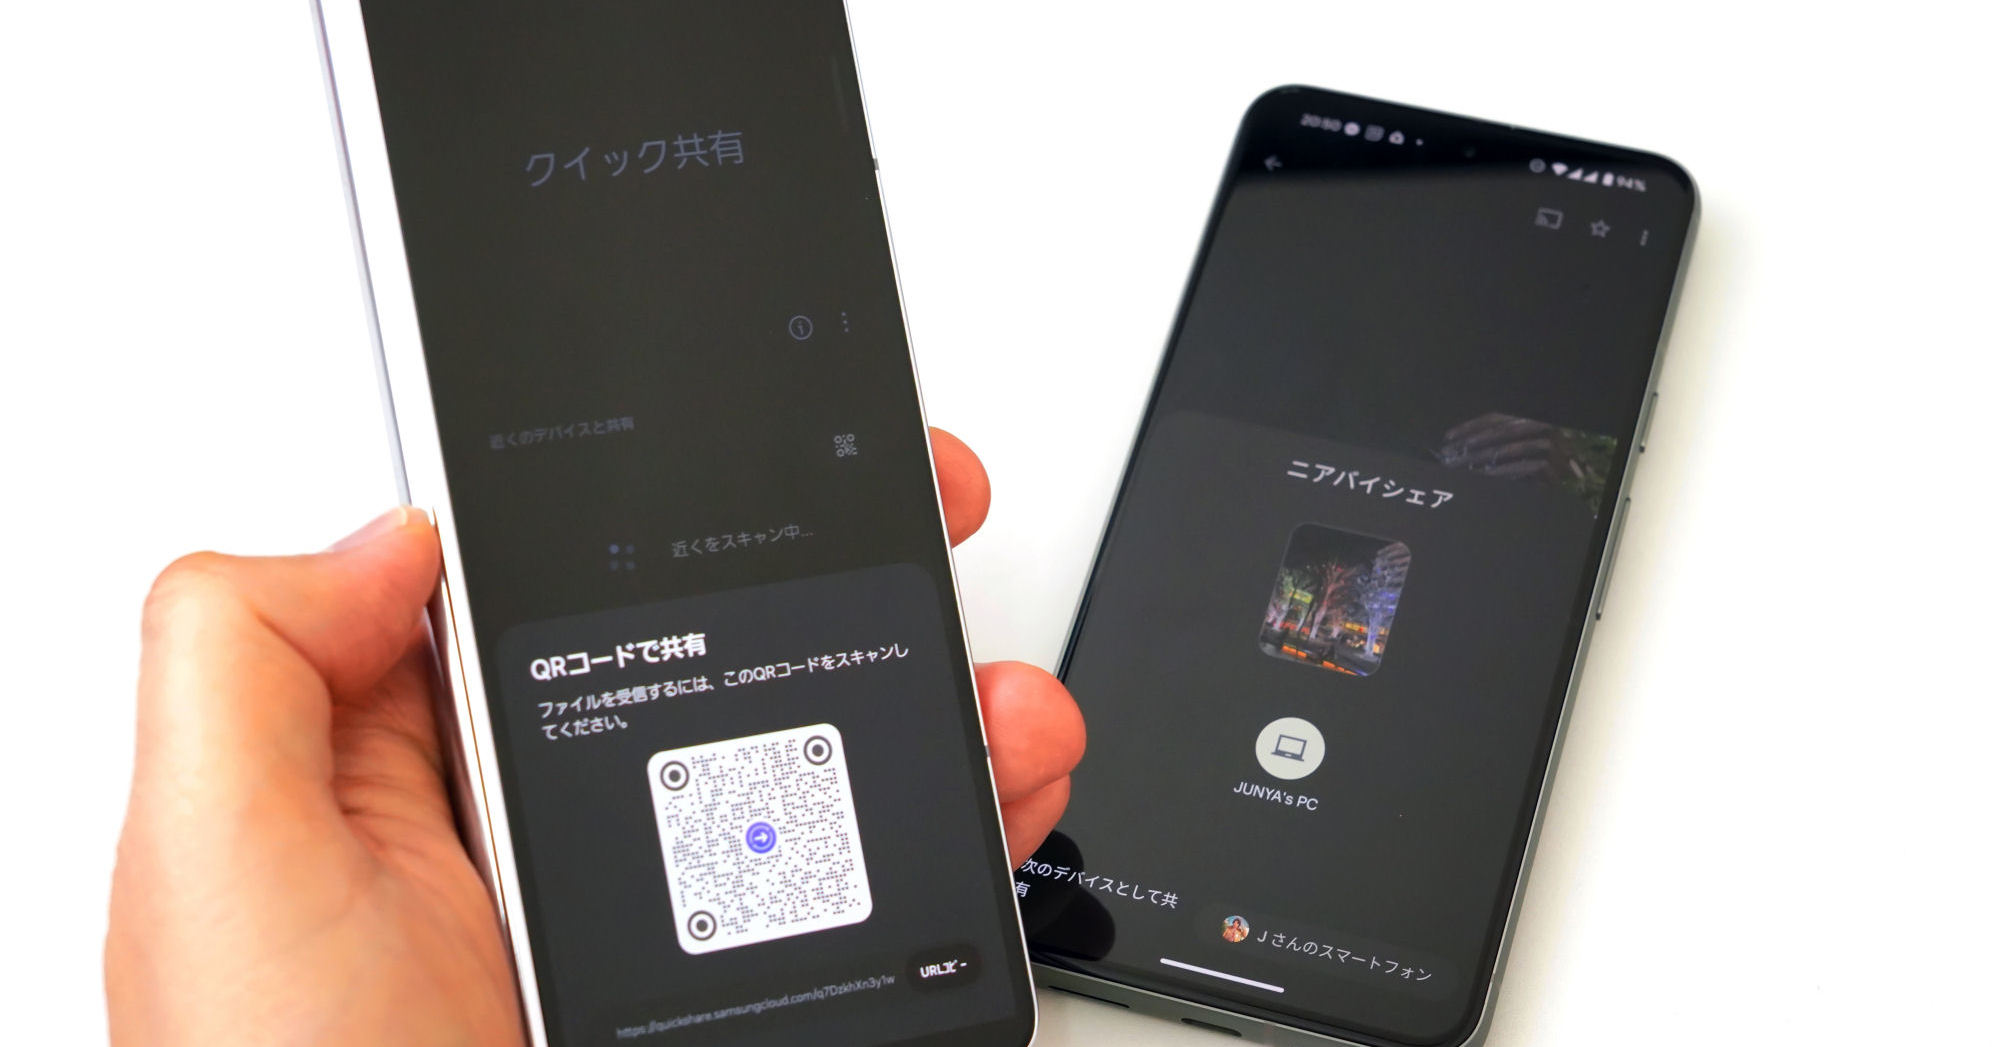 クイック共有
近くのデバイスと共有
近くをスキャン中...
QRコードで共有
ファイルを受信するには、このQRコードをスキャンし
てください。
https://quickshare.samsungcloud.com/q7DzkhXn3y1w
URLコピー
20:50
94%
ニアバイシェア
JUNYA's PC
次のデバイスとして共
有
J さんのスマートフォン